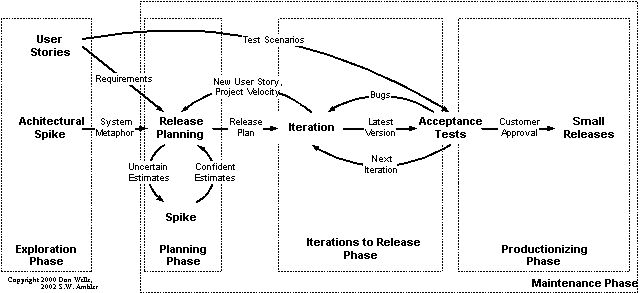 User
Stories
Test Scenarios
Requirements
New User Story,
Project Velocity
Bugs
Achitectural
Spike
System
Metaphor
Release
Planning
Release
Plan
Iteration
Latest
Version
Acceptance
Tests
Customer
Approval
Small
Releases
Uncertain
Estimates
Confident
Estimates
Next
Iteration
Spike
Exploration
Phase
Planning
Phase
Iterations to Release
Phase
Productionizing
Phase
Copyright 2000 Don Wells,
2002 S.W. Ambler
Maintenance Phase